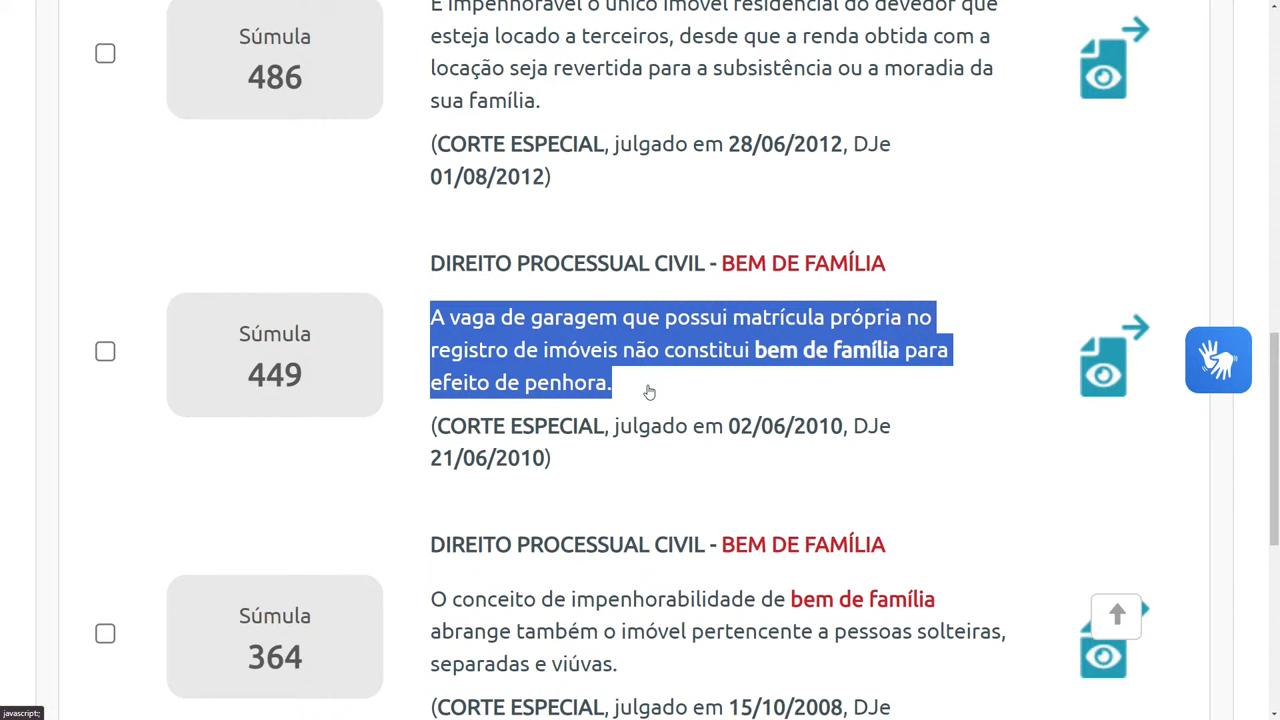 É impenhorável o único imóvel residencial do devedor que
esteja locado a terceiros, desde que a renda obtida com a
locação seja revertida para a subsistência ou a moradia da
sua família.
Súmula
486
(CORTE ESPECIAL, julgado em 28/06/2012, DJe
01/08/2012)
DIREITO PROCESSUAL CIVIL - BEM DE FAMÍLIA
Súmula
449
A vaga de garagem que possui matrícula própria no
registro de imóveis não constitui bem de família para
efeito de penhora.
(CORTE ESPECIAL, julgado em 02/06/2010, DJe
21/06/2010)
DIREITO PROCESSUAL CIVIL - BEM DE FAMÍLIA
Súmula
364
O conceito de impenhorabilidade de bem de família
abrange também o imóvel pertencente a pessoas solteiras,
separadas e viúvas.
(CORTE ESPECIAL, julgado em 15/10/2008, DJe
javascript:;